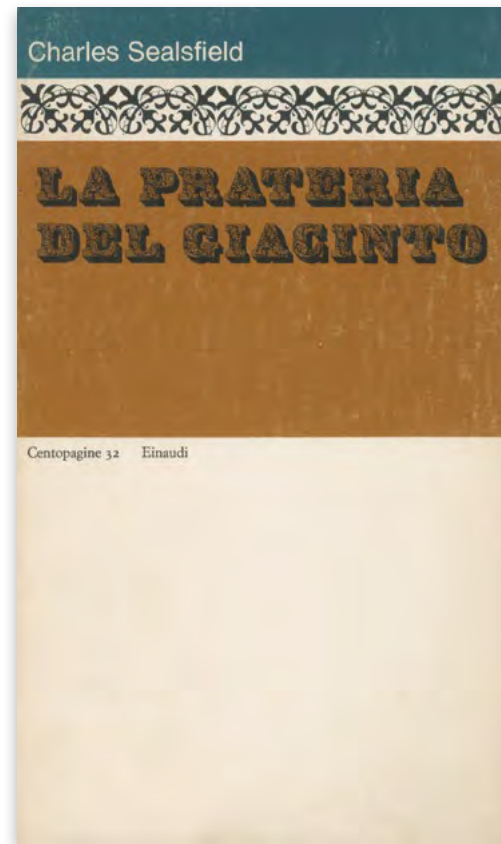 Charles Sealsfield
LA PRATERIA
DEL GIACINTO
Centopagine 32 Einaudi